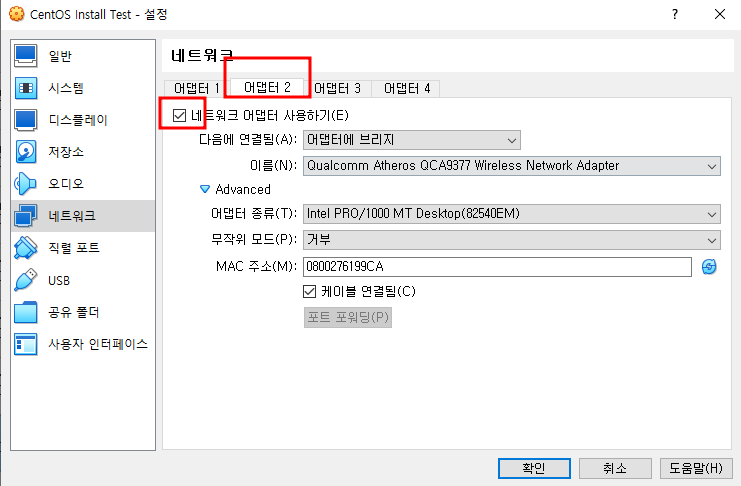 CentOS Install Test - 설정
일반
시스템
디스플레이
저장소
오디오
네트워크
직렬 포트
USB
공유 폴더
사용자 인터페이스
네트워크
어댑터 1 어댑터 2 어댑터 3 어댑터 4
네트워크 어댑터 사용하기(E)
다음에 연결됨(A): 어댑터에 브리지
이름(N): Qualcomm Atheros QCA9377 Wireless Network Adapter
Advanced
어댑터 종류(T): Intel PRO/1000 MT Desktop(82540EM)
무작위 모드(P): 거부
MAC 주소(M): 0800276199CA
케이블 연결됨(C)
포트 포워딩(P)
확인 취소 도움말(H)